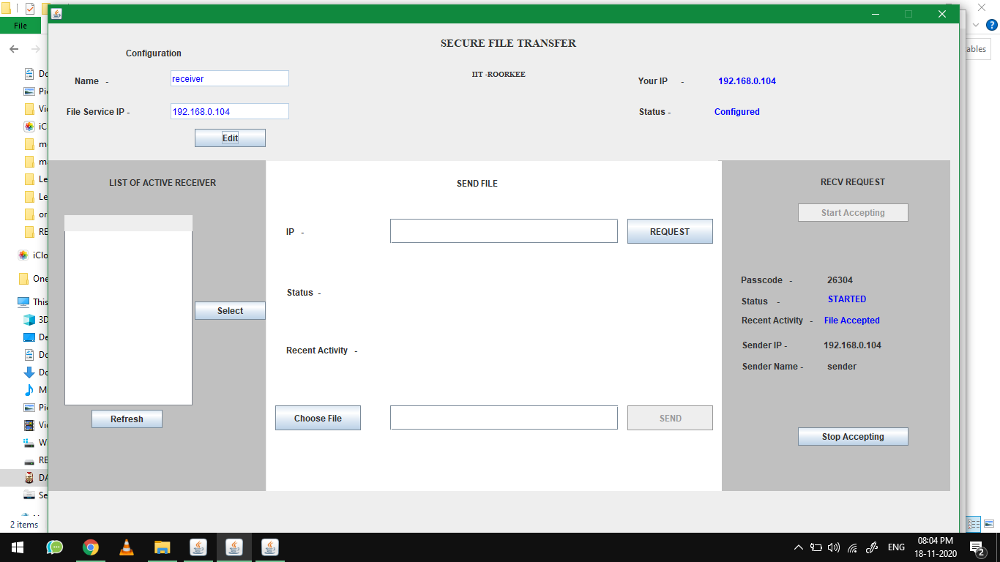 File
SECURE FILE TRANSFER
Configuration
IIT -ROORKEE
Name -
receiver
Your IP -
192.168.0.104
File Service IP -
192.168.0.104
Status -
Configured
Edit
LIST OF ACTIVE RECEIVER
SEND FILE
RECV REQUEST
Start Accepting
IP -
REQUEST
Passcode -
26304
Status -
Status -
STARTED
Select
Recent Activity -
File Accepted
Sender IP -
192.168.0.104
Recent Activity -
Sender Name -
sender
Choose File
SEND
Refresh
Stop Accepting
ables
Do
Pi
Vi
iC
m
m
Le
Le
or
RE
iClo
One
This
3D
De
Do
Do
M
Pi
Vi
W
RE
DA
Se
2 items
ENG
08:04 PM
18-11-2020
2